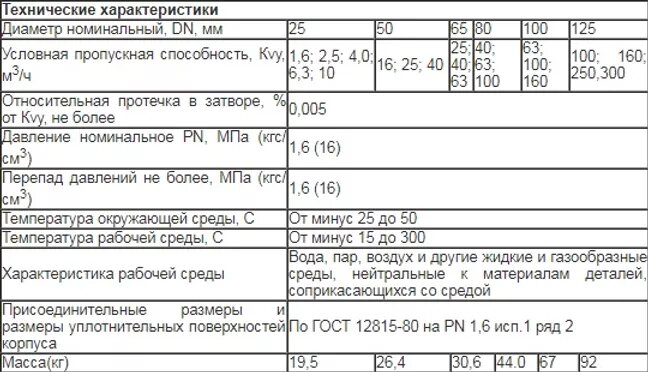 Технические характеристики
Диаметр номинальный, DN, мм 25 50 65 80 100 125
Условная пропускная способность, Kvy, м³/ч
1,6; 2,5; 4,0; 6,3; 10
16; 25; 40
25; 40; 63
40; 63; 100
63; 100; 160
100; 160; 250,300
Относительная протечка в затворе, %
от Kvy, не более
0,005
Давление номинальное PN, МПа (кгс/
см³)
1,6 (16)
Перепад давлений не более, МПа (кгс/
см³)
1,6 (16)
Температура окружающей среды, С От минус 25 до 50
Температура рабочей среды, С От минус 15 до 300
Характеристика рабочей среды
Вода, пар, воздух и другие жидкие и газообразные
среды, нейтральные к материалам деталей,
соприкасающихся со средой
Присоединительные размеры и
размеры уплотнительных поверхностей
корпуса
По ГОСТ 12815-80 на PN 1,6 исп.1 ряд 2
Масса(кг) 19,5 26,4 30,6 44.0 67 92